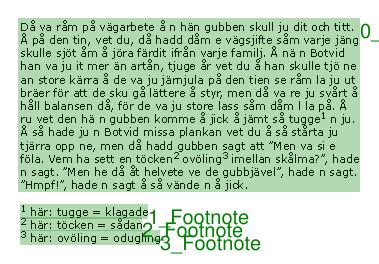 Då va råm på vägarbete å n hän gubben skull ju dit och titt.
Å på den tin, vet du, då hadd dåm e vägsjifte såm varje jäng
skulle sjöt åm å jöra färdit ifrån varje familj. Å nä n Botvid
han va ju it mer än artån, tjuge år vet du å han skulle tjö ne
an store kärra å de va ju järnjula på den tien se råm la ju ut
bräer för att de sku gå lättere å styr, men då va re ju svårt å
håll balansen då, för de va ju store lass såm dåm l la på. Å
ru vet den hä n gubben komme å jick å jämt så tugge¹ n ju.
Å så hade ju n Botvid missa plankan vet du å så stårta ju
tjärra opp ne, men då hadd gubben sagt att ”Men va si e
föla. Vem ha sett en töcken² ovöling³ imellan skålma?”, hade
n sagt. ”Men he då åt helvete ve de gubbjävel”, hade n sagt.
”Hmpf!”, hade n sagt å så vände n å jick.
0_
¹ här: tugge = klagade
1_Footnote
² här: töcken = sådan
2_Footnote
³ här: ovöling = odugling
3_Footnote